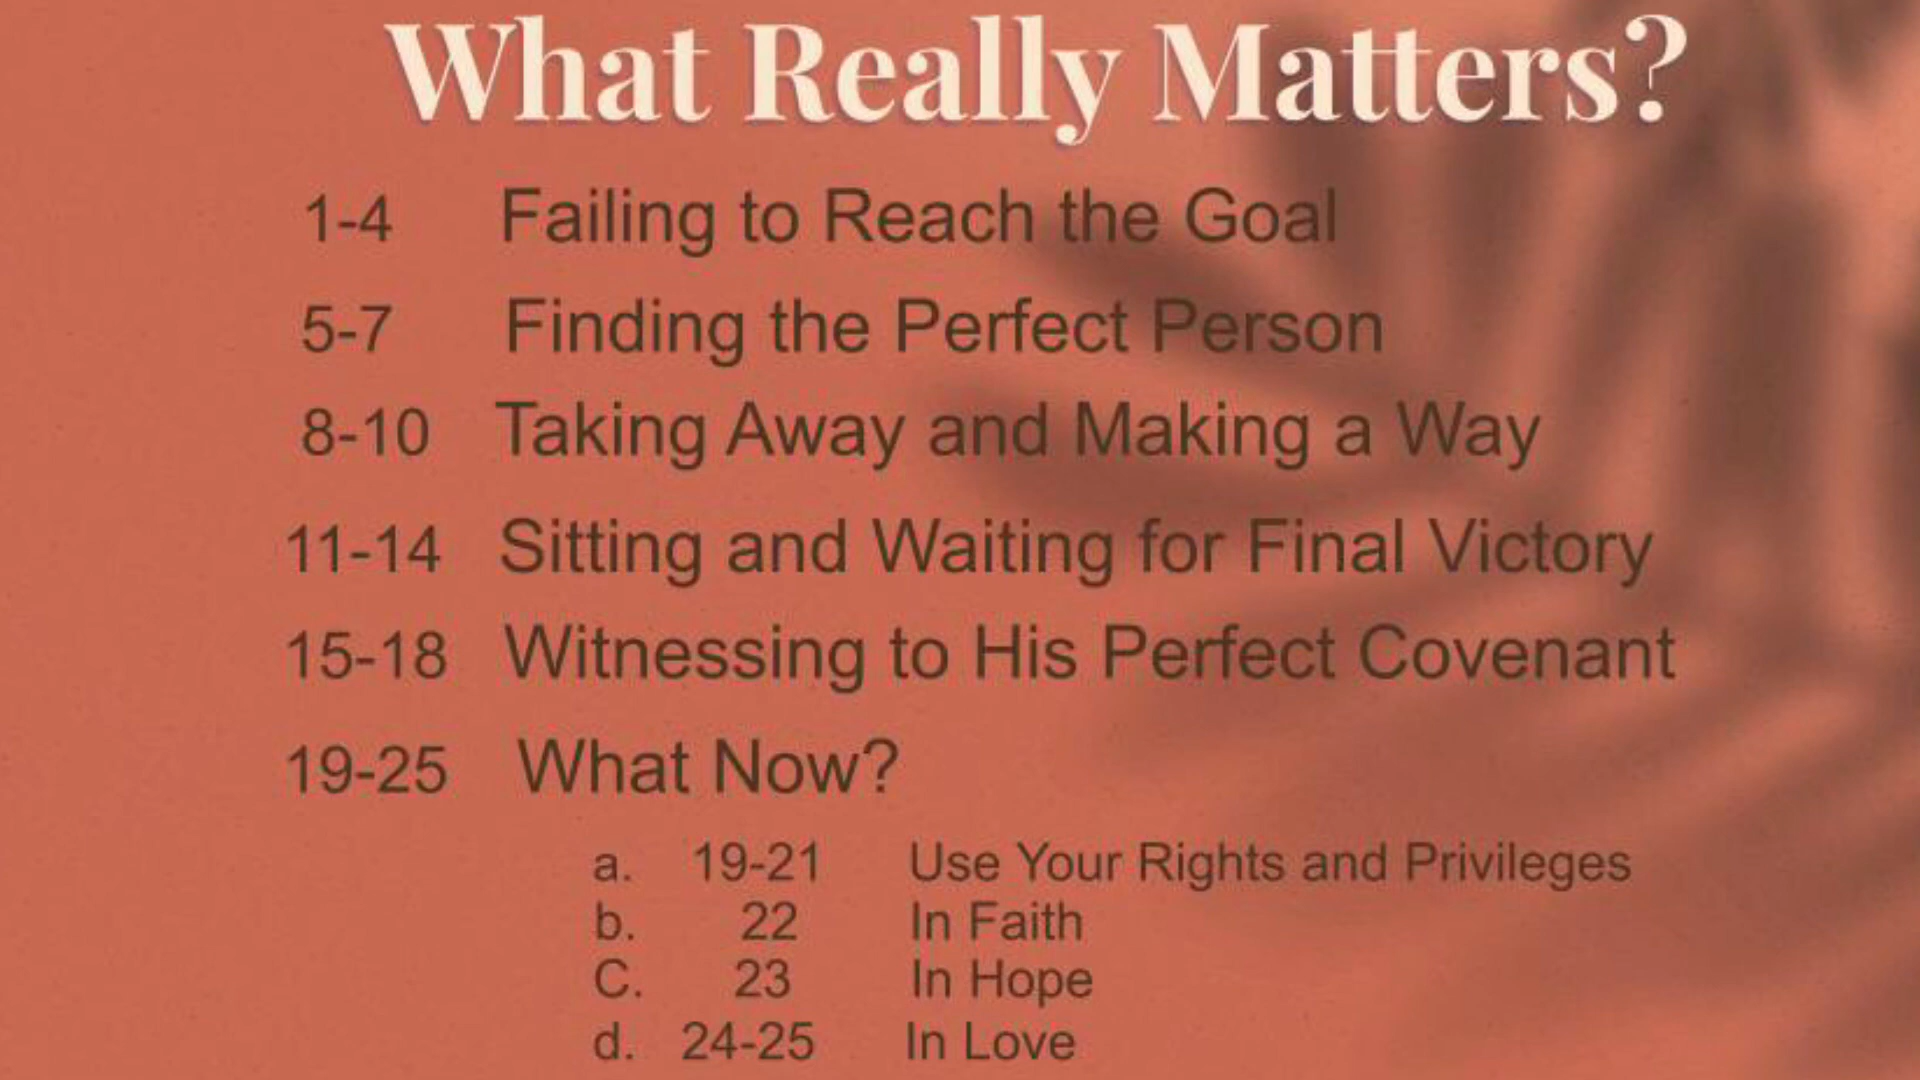 What Really Matters?
1-4 Failing to Reach the Goal
5-7 Finding the Perfect Person
8-10 Taking Away and Making a Way
11-14 Sitting and Waiting for Final Victory
15-18 Witnessing to His Perfect Covenant
19-25 What Now?
a. 19-21 Use Your Rights and Privileges
b. 22 In Faith
C. 23 In Hope
d. 24-25 In Love